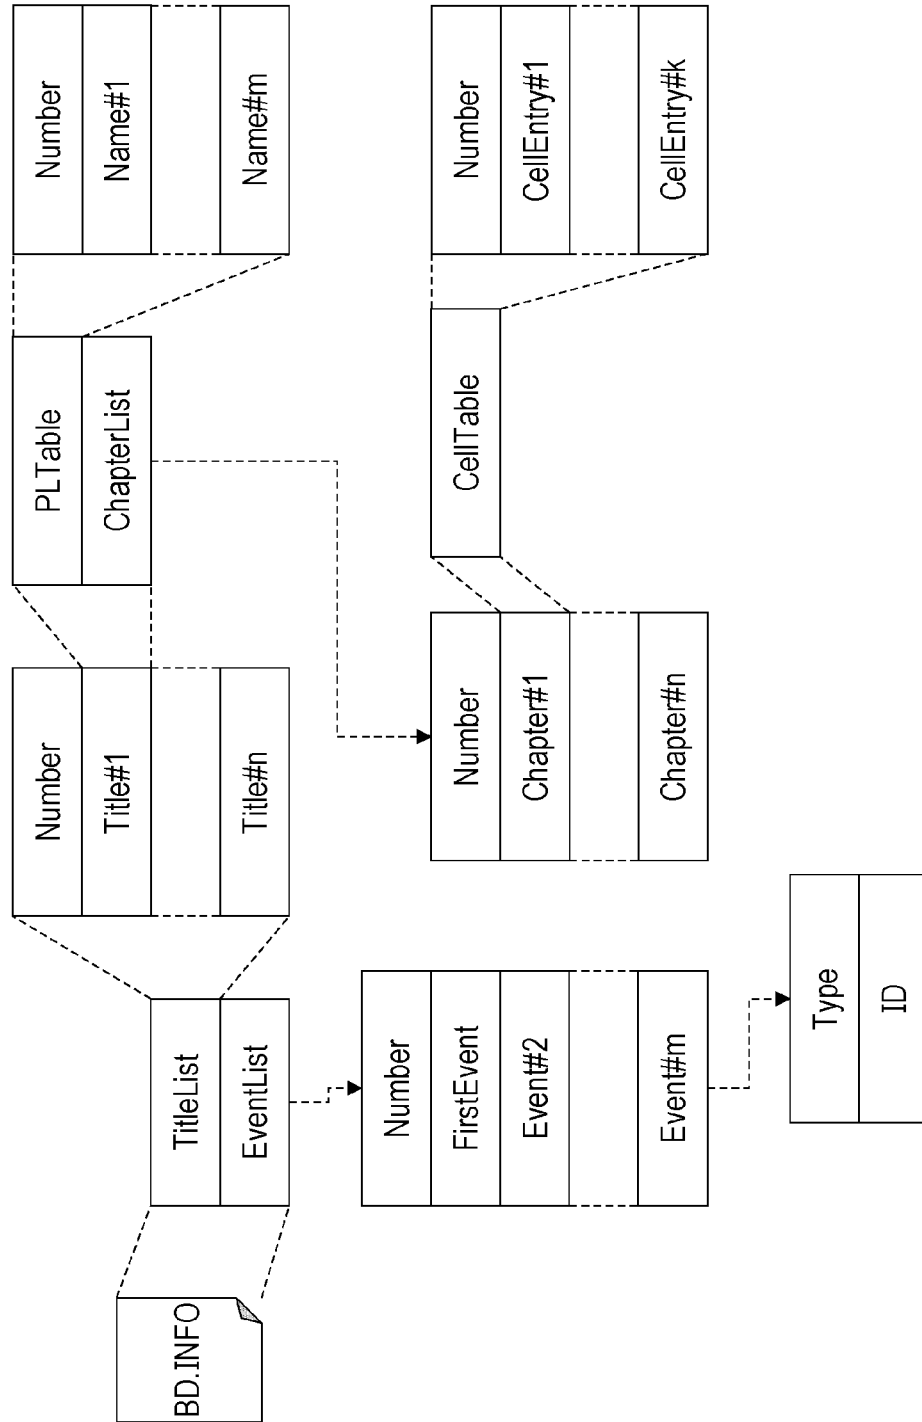 BD.INFO
TitleList
EventList
Number
Title#1
Title#n
PLTable
ChapterList
Number
Name#1
Name#m
Number
FirstEvent
Event#2
Event#m
Type
ID
Number
Chapter#1
Chapter#n
CellTable
Number
CellEntry#1
CellEntry#k